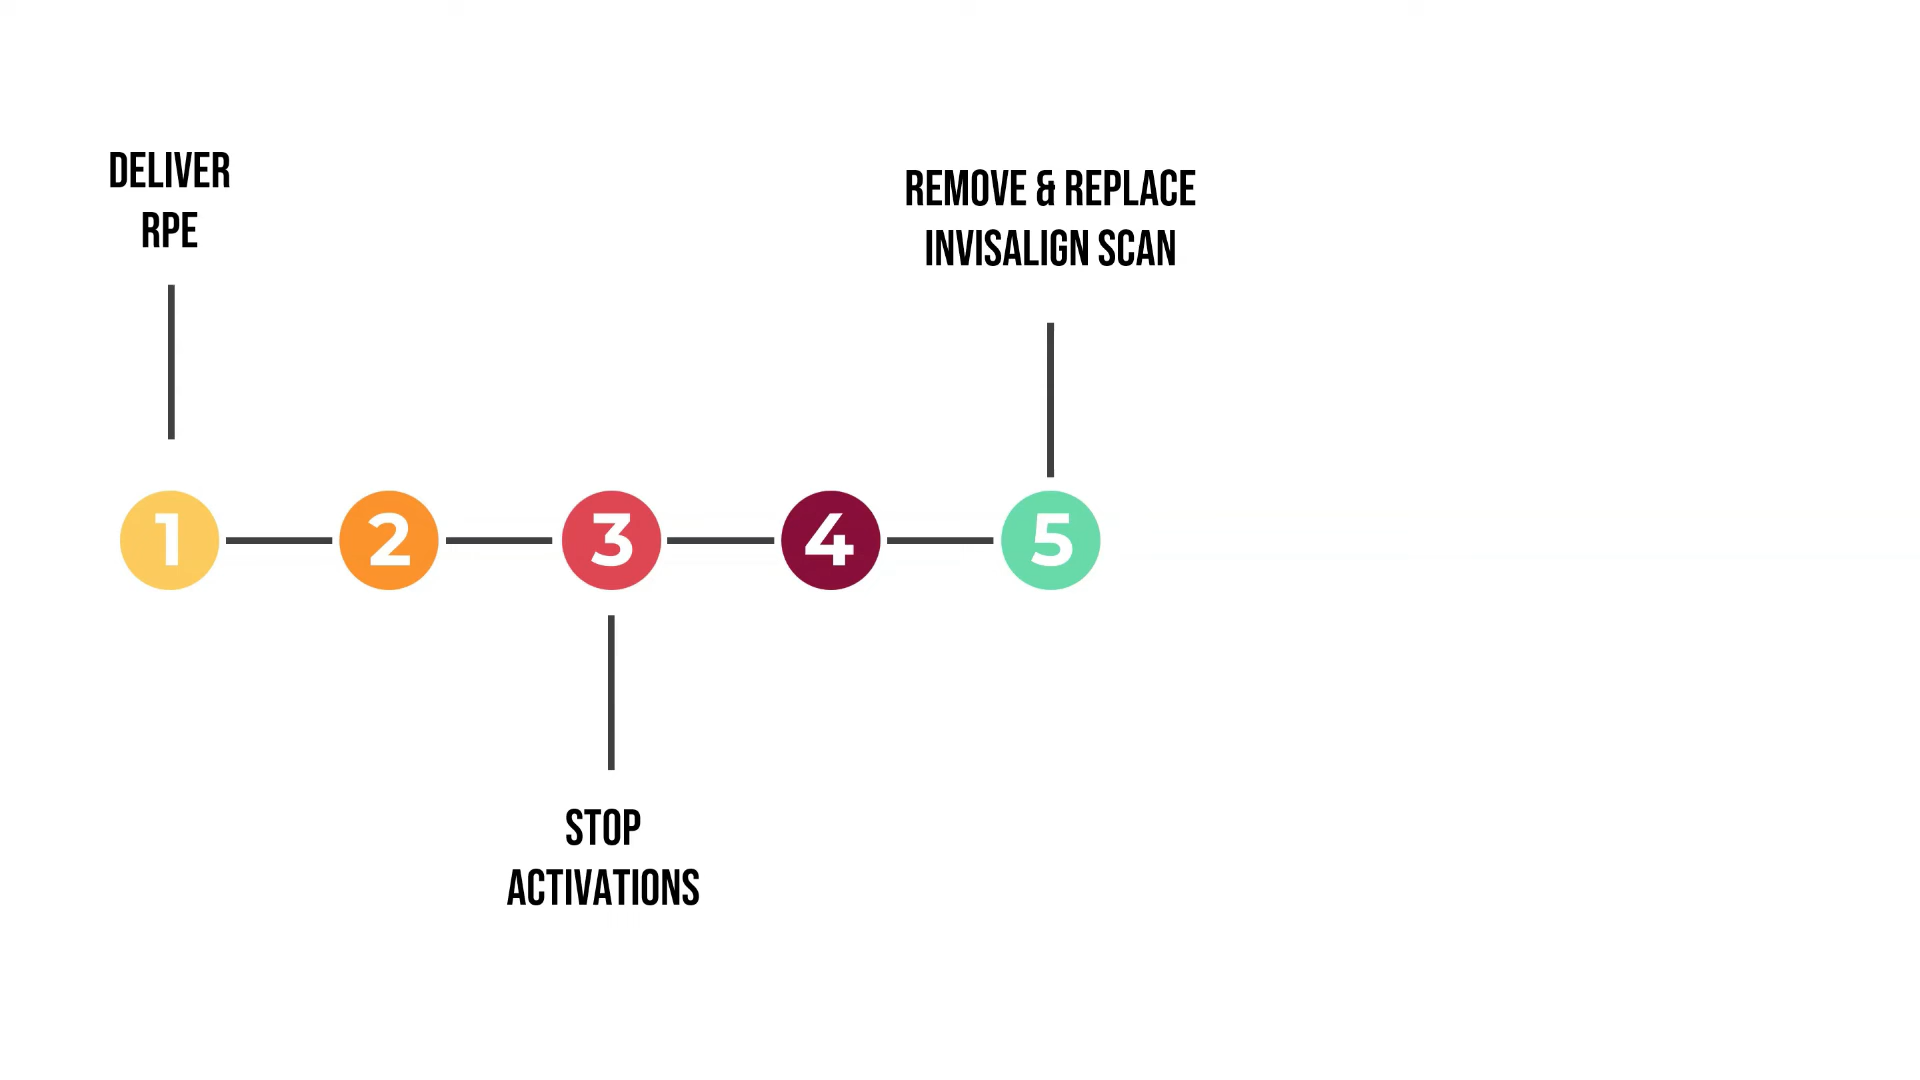 DELIVER
RPE
REMOVE & REPLACE
INVISALIGN SCAN
1 2 3 4 5
STOP
ACTIVATIONS